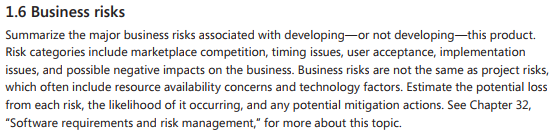 1.6 Business risks
Summarize the major business risks associated with developing—or not developing—this product.
Risk categories include marketplace competition, timing issues, user acceptance, implementation
issues, and possible negative impacts on the business. Business risks are not the same as project risks,
which often include resource availability concerns and technology factors. Estimate the potential loss
from each risk, the likelihood of it occurring, and any potential mitigation actions. See Chapter 32,
“Software requirements and risk management,” for more about this topic.